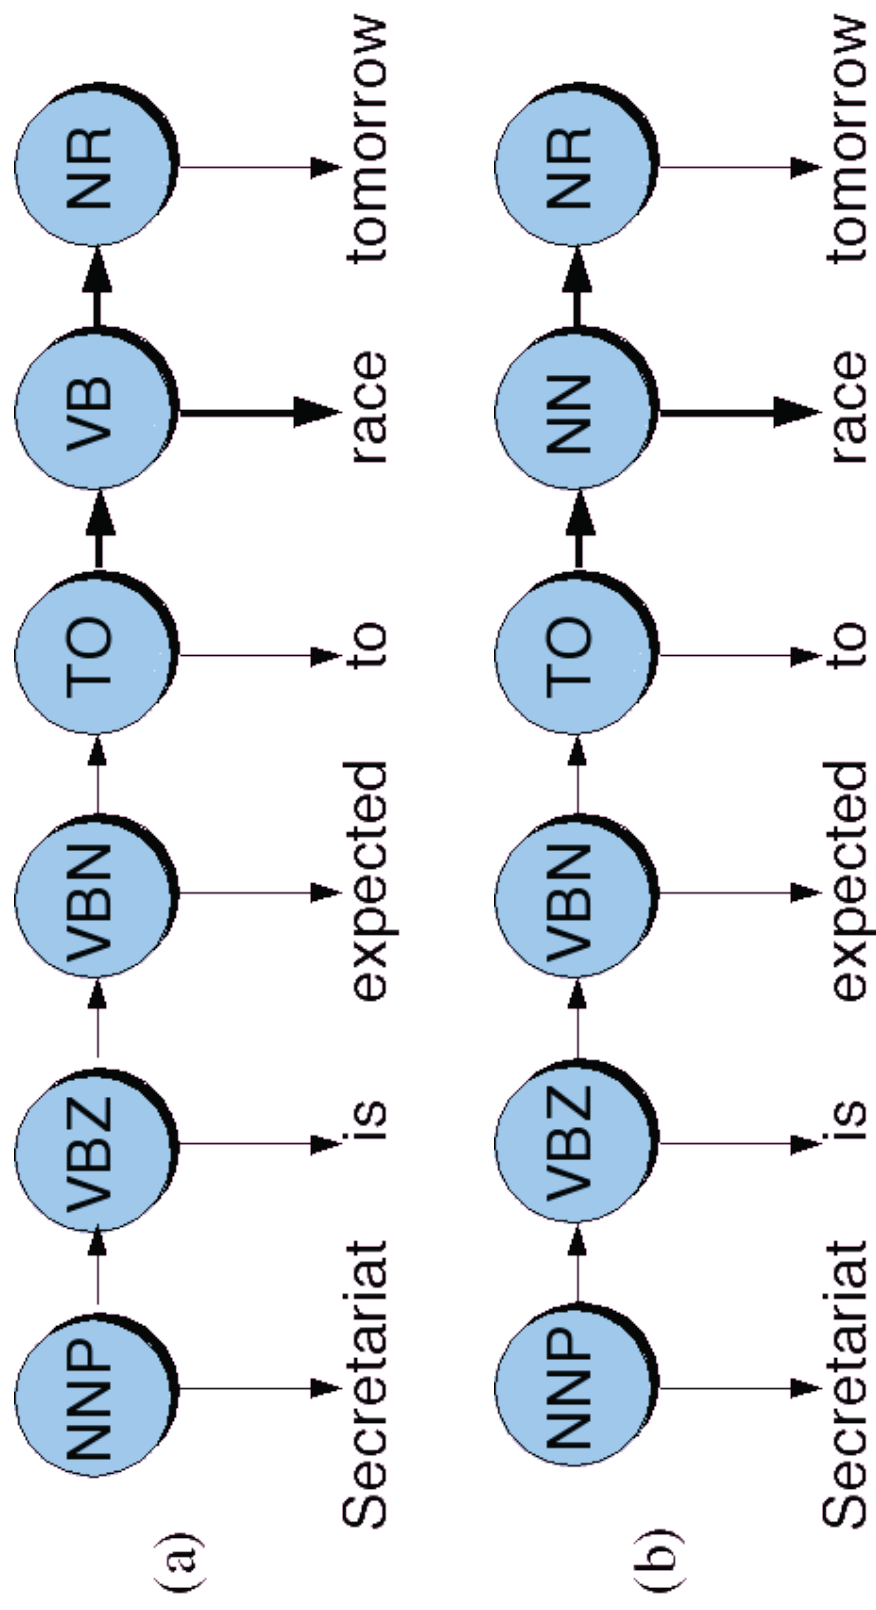 (a) NNP VBZ VBN TO VB NR
Secretariat is expected to race tomorrow
(b) NNP VBZ VBN TO NN NR
Secretariat is expected to race tomorrow